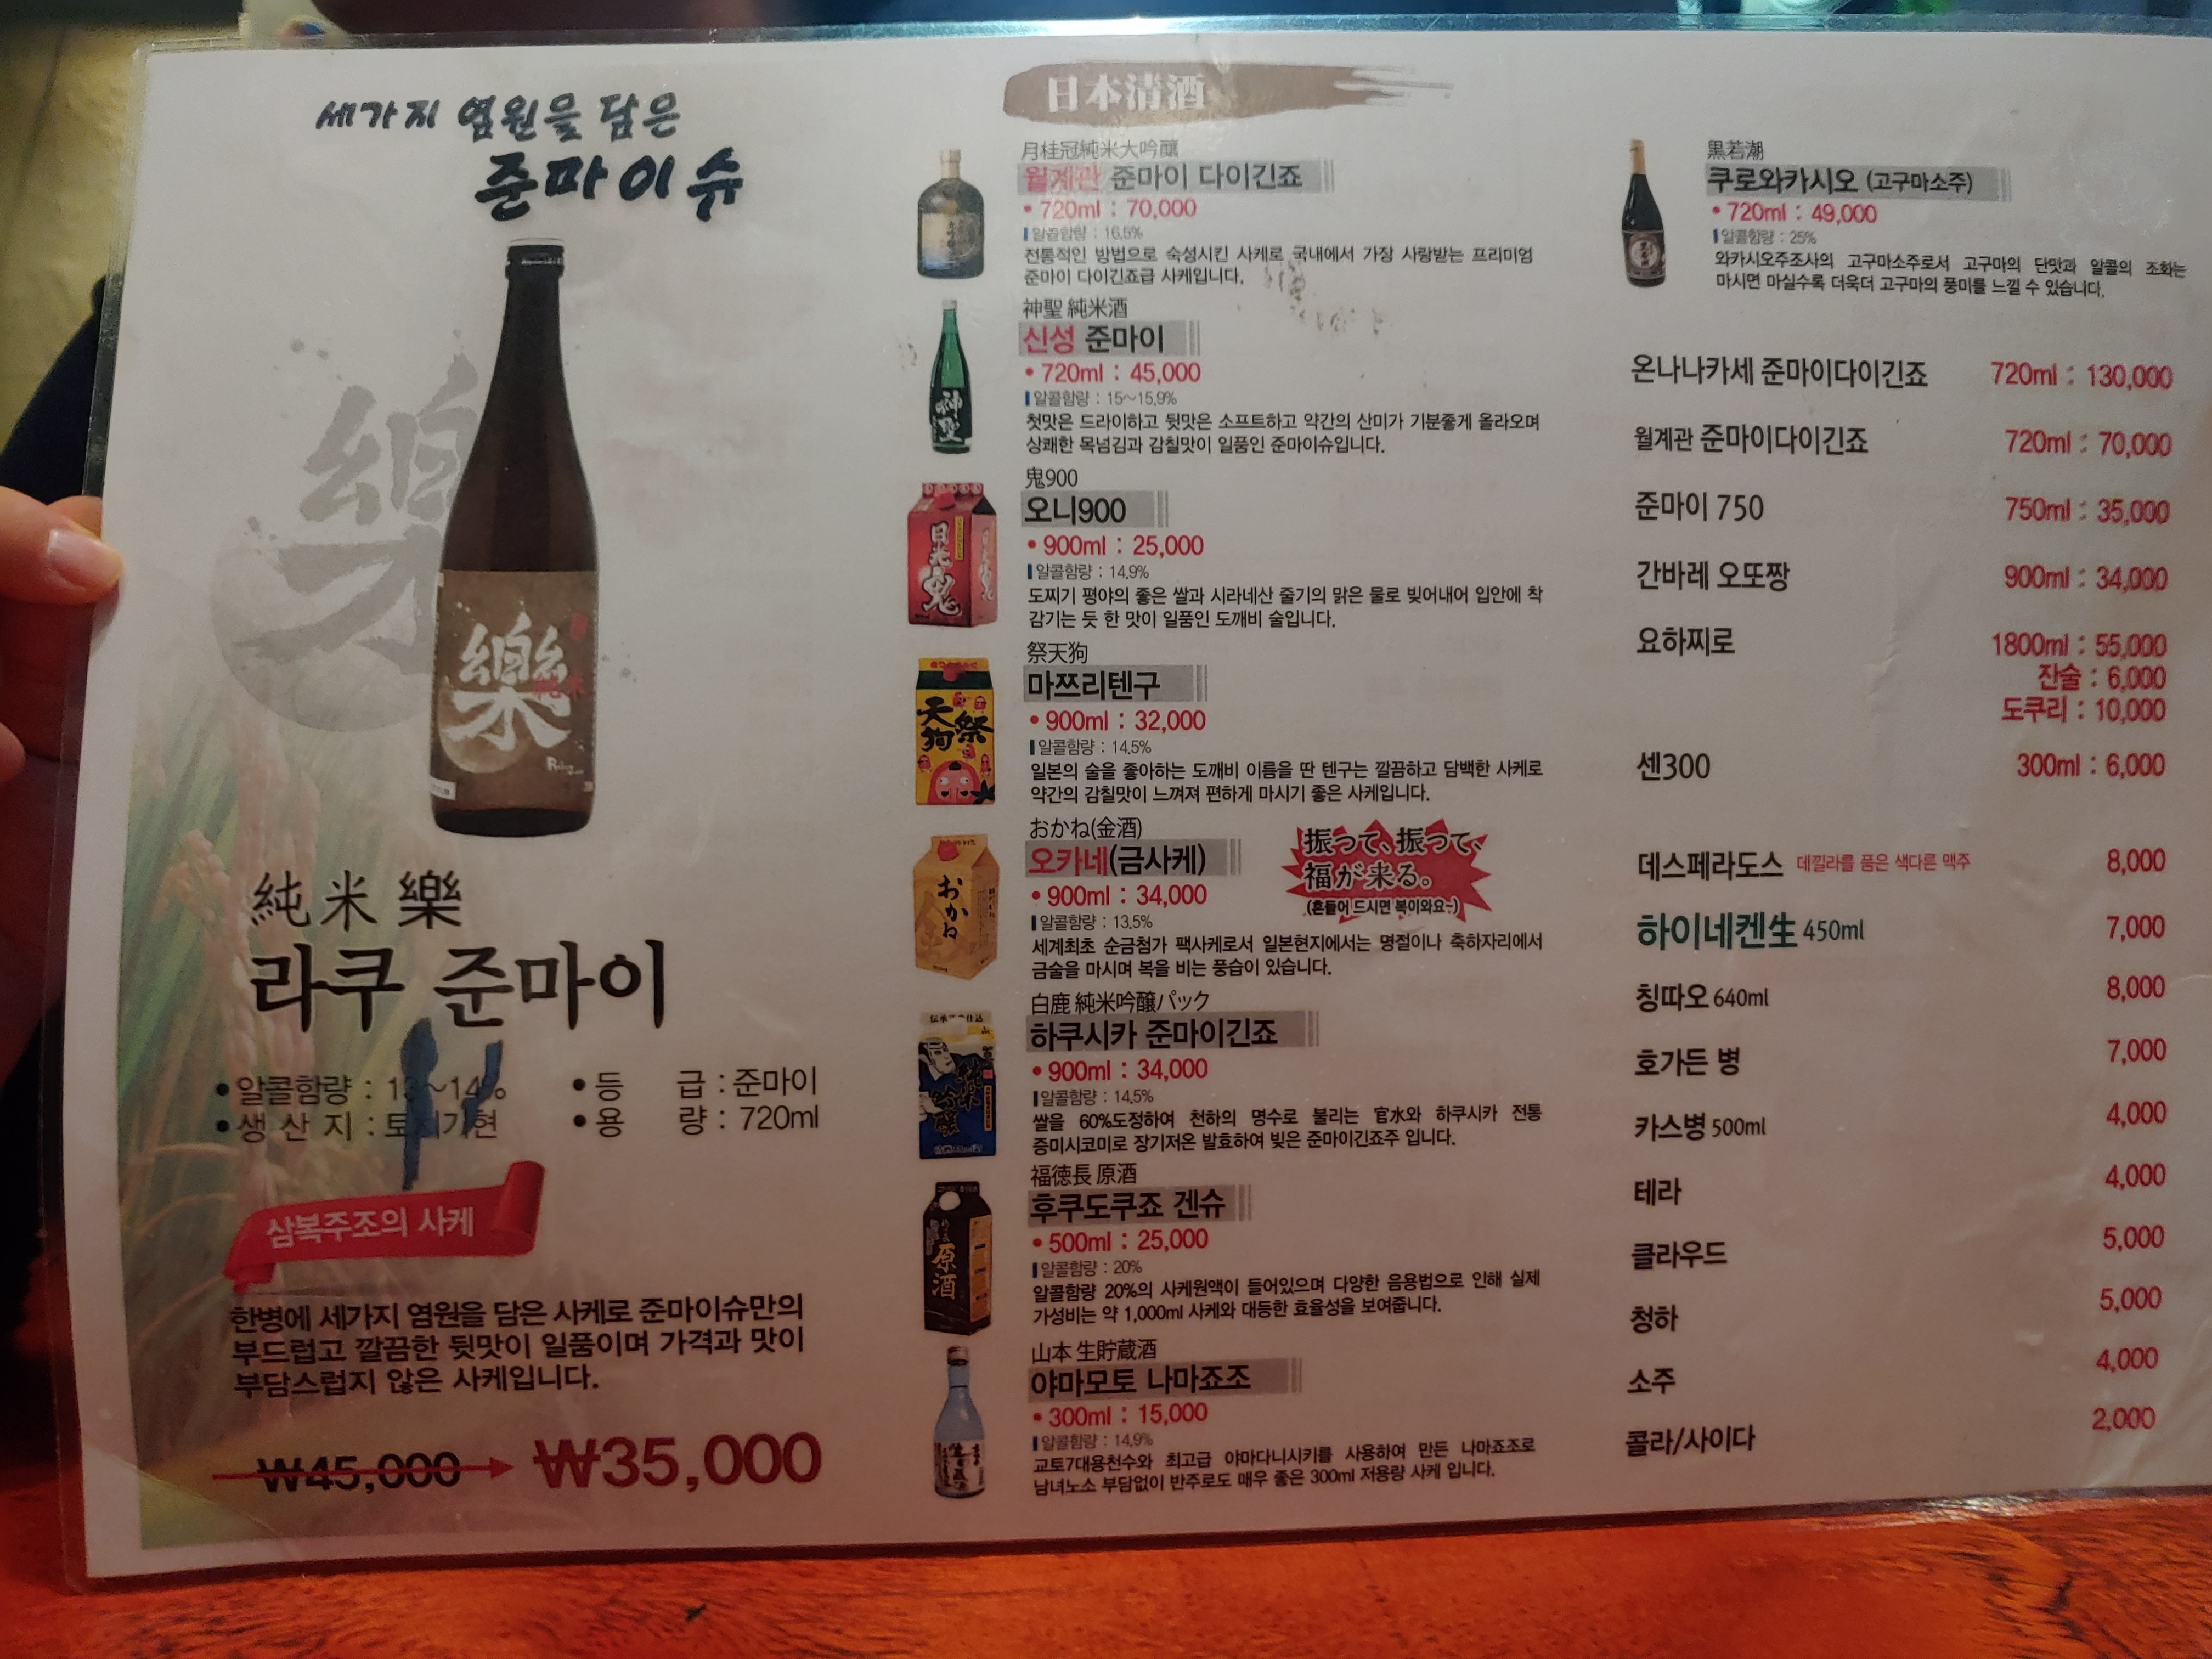 세가지 염원을 담은
준마이슈
樂
純米 樂
라쿠 준마이
•알콜함량 : 13~14%
•등 급 : 준마이
•생 산 지 : 토치기현
•용 량 : 720ml
삼복주조의 사케
한병에 세가지 염원을 담은 사케로 준마이슈만의
부드럽고 깔끔한 뒷맛이 일품이며 가격과 맛이
부담스럽지 않은 사케입니다.
₩45,000 → ₩35,000
日本清酒
月桂冠純米大吟釀
월계관 준마이 다이긴죠
• 720ml : 70,000
알콜함량 : 16.5%
전통적인 방법으로 숙성시킨 사케로 국내에서 가장 사랑받는 프리미엄
준마이 다이긴죠급 사케입니다.
神聖
神聖 純米酒
신성 준마이
• 720ml : 45,000
알콜함량 : 15~15.9%
첫맛은 드라이하고 뒷맛은 소프트하고 약간의 산미가 기분좋게 올라오며
상쾌한 목넘김과 감칠맛이 일품인 준마이슈입니다.
日光鬼
鬼900
오니900
• 900ml : 25,000
알콜함량 : 14.9%
도찌기 평야의 좋은 쌀과 시라네산 줄기의 맑은 물로 빚어내어 입안에 착
감기는 듯 한 맛이 일품인 도깨비 술입니다.
天狗 祭
祭天狗
마쯔리텐구
• 900ml : 32,000
알콜함량 : 14.5%
일본의 술을 좋아하는 도깨비 이름을 딴 텐구는 깔끔하고 담백한 사케로
약간의 감칠맛이 느껴져 편하게 마시기 좋은 사케입니다.
おかね
おかね(金酒)
오카네(금사케)
• 900ml : 34,000
알콜함량 : 13.5%
振って、振って、
福が来る。
(흔들어 드시면 복이와요~)
세계최초 순금첨가 팩사케로서 일본현지에서는 명절이나 축하자리에서
금술을 마시며 복을 비는 풍습이 있습니다.
白鹿 純米吟醸パック
하쿠시카 준마이긴죠
• 900ml : 34,000
알콜함량 : 14.5%
쌀을 60%도정하여 천하의 명수로 불리는 官水와 하쿠시카 전통
증미시코미로 장기저온 발효하여 빚은 준마이긴죠주 입니다.
原酒
福徳長 原酒
후쿠도쿠죠 겐슈
• 500ml : 25,000
알콜함량 : 20%
알콜함량 20%의 사케원액이 들어있으며 다양한 음용법으로 인해 실제
가성비는 약 1,000ml 사케와 대등한 효율성을 보여줍니다.
山本 生貯蔵酒
야마모토 나마죠조
• 300ml : 15,000
알콜함량 : 14.9%
교토7대용천수와 최고급 야마다니시키를 사용하여 만든 나마죠조로
남녀노소 부담없이 반주로도 매우 좋은 300ml 저용량 사케 입니다.
黒若潮
쿠로와카시오 (고구마소주)
• 720ml : 49,000
알콜함량 : 25%
와카시오주조사의 고구마소주로서 고구마의 단맛과 알콜의 조화는
마시면 마실수록 더욱더 고구마의 풍미를 느낄 수 있습니다.
온나나카세 준마이다이긴죠 720ml : 130,000
월계관 준마이다이긴죠 720ml : 70,000
준마이 750 750ml : 35,000
간바레 오또짱 900ml : 34,000
요하찌로 1800ml : 55,000
잔술 : 6,000
도쿠리 : 10,000
센300 300ml : 6,000
데스페라도스 데낄라를 품은 색다른 맥주 8,000
하이네켄生 450ml 7,000
칭따오 640ml 8,000
호가든 병 7,000
카스병 500ml 4,000
테라 4,000
클라우드 5,000
청하 5,000
소주 4,000
콜라/사이다 2,000